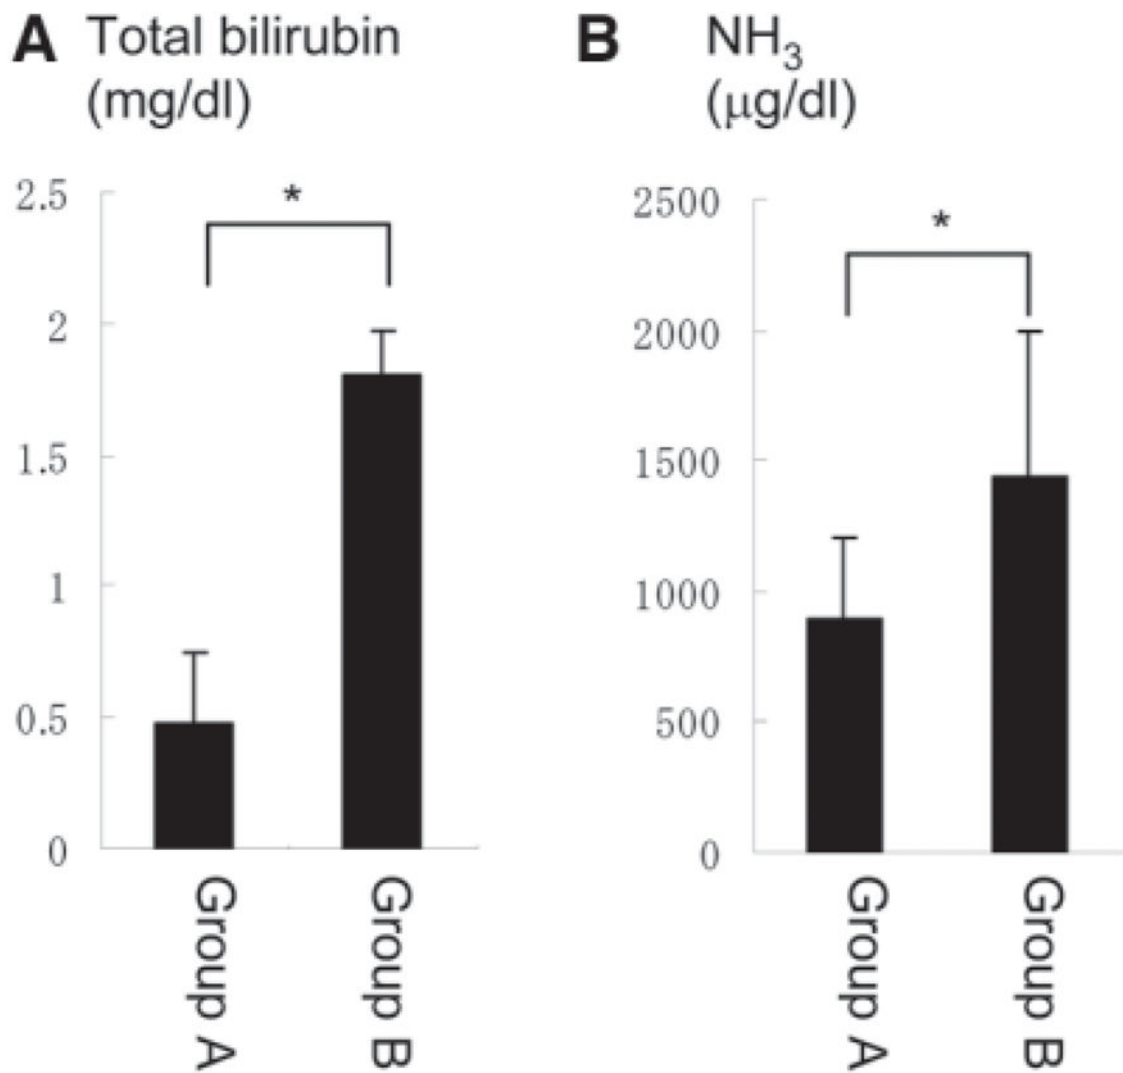 A Total bilirubin
(mg/dl)
2.5
*
2
1.5
1
0.5
0
Group A
Group B
B NH₃
(μg/dl)
2500
*
2000
1500
1000
500
0
Group A
Group B